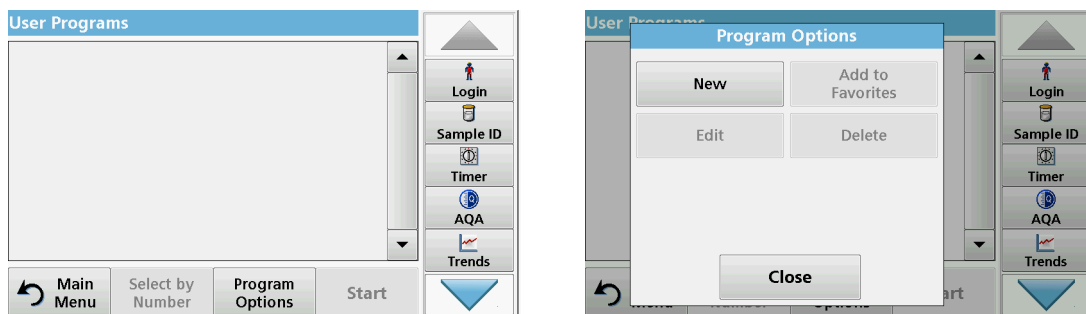 User Programs
Login
Sample ID
Timer
AQA
Trends
Main
Menu
Select by
Number
Program
Options
Start
User Programs
Program Options
New
Add to
Favorites
Edit
Delete
Close
Login
Sample ID
Timer
AQA
Trends